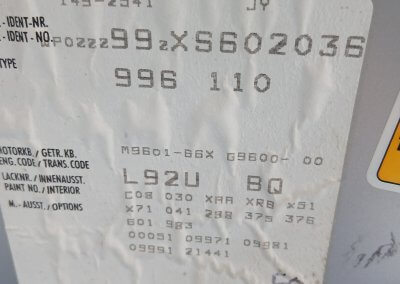 .-IDENT-NR.
.-IDENT-NO. WP0ZZZ99ZXS602036
TYPE
996 110
MOTORKB./GETR.KB.
ENG.CODE/TRANS.CODE
M9601-66X G9600- 00
LACKNR./INNENAUSST.
PAINT NO./INTERIOR
L92U BQ
M.-AUSST./OPTIONS
C08 030 XAA XRB X51
X71 041 288 375 376
601 983
00051 09971 09981
09991 21441